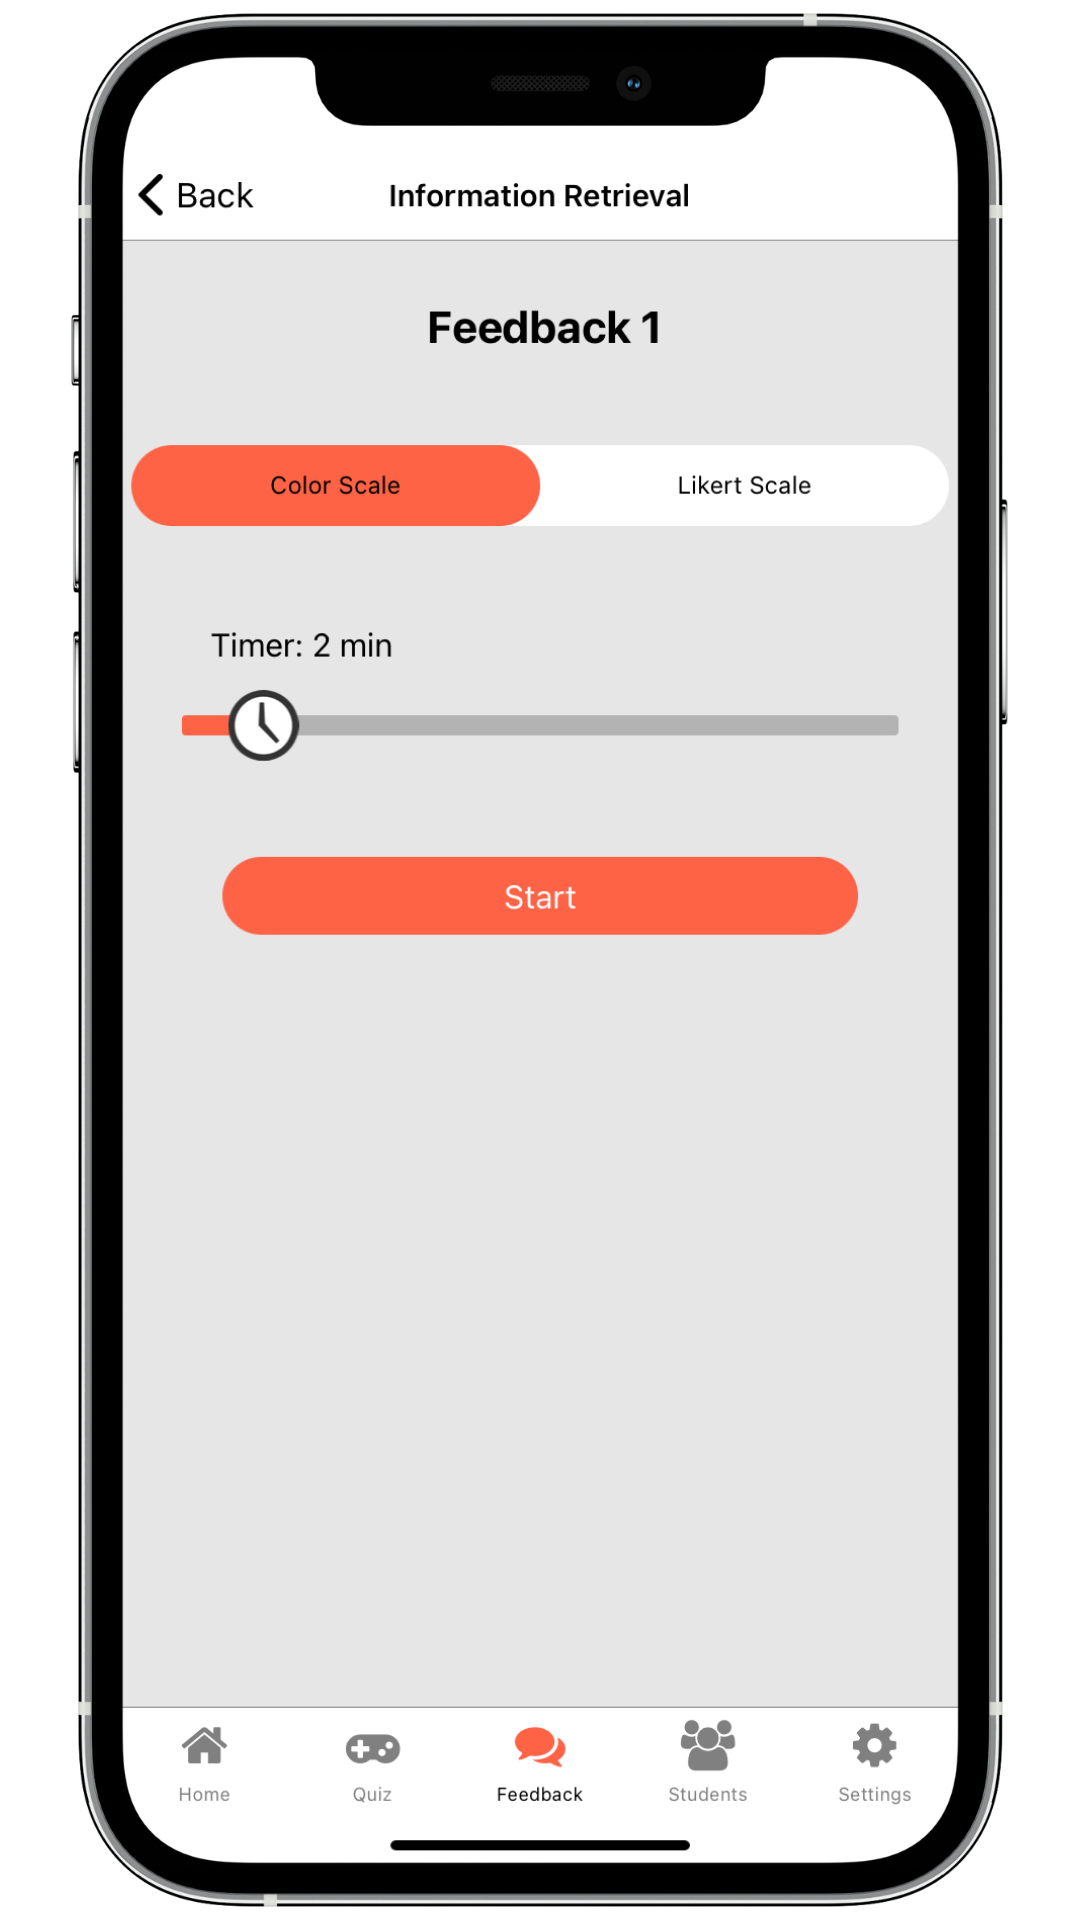 Back
Information Retrieval
Feedback 1
Color Scale
Likert Scale
Timer: 2 min
Start
Home
Quiz
Feedback
Students
Settings